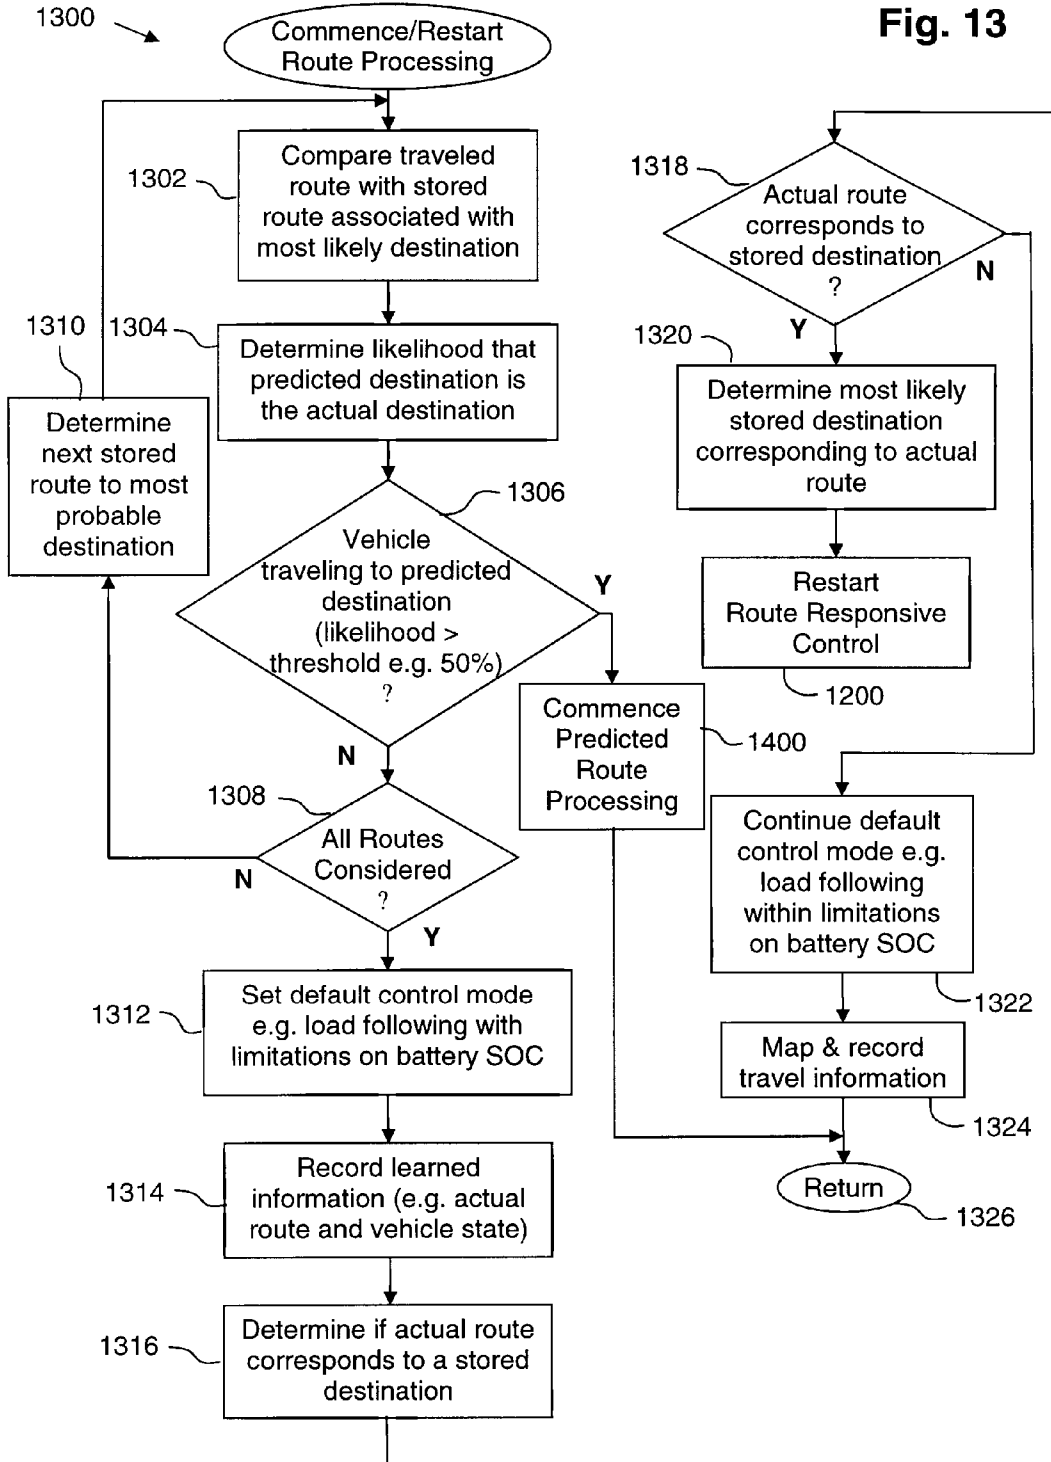 1300
Commence/Restart
Route Processing
Fig. 13
1302
Compare traveled
route with stored
route associated with
most likely destination
1304
Determine likelihood that
predicted destination is
the actual destination
1310
Determine
next stored
route to most
probable
destination
1306
Vehicle
traveling to predicted
destination
(likelihood >
threshold e.g. 50%)
?
Y
N
1308
All Routes
Considered
?
N
Y
1312
Set default control mode
e.g. load following with
limitations on battery SOC
1314
Record learned
information (e.g. actual
route and vehicle state)
1316
Determine if actual route
corresponds to a stored
destination
Commence
Predicted
Route
Processing
1400
1318
Actual route
corresponds to
stored destination
?
N
Y
1320
Determine most likely
stored destination
corresponding to actual
route
Restart
Route Responsive
Control
1200
Continue default
control mode e.g.
load following
within limitations
on battery SOC
1322
Map & record
travel information
1324
Return
1326